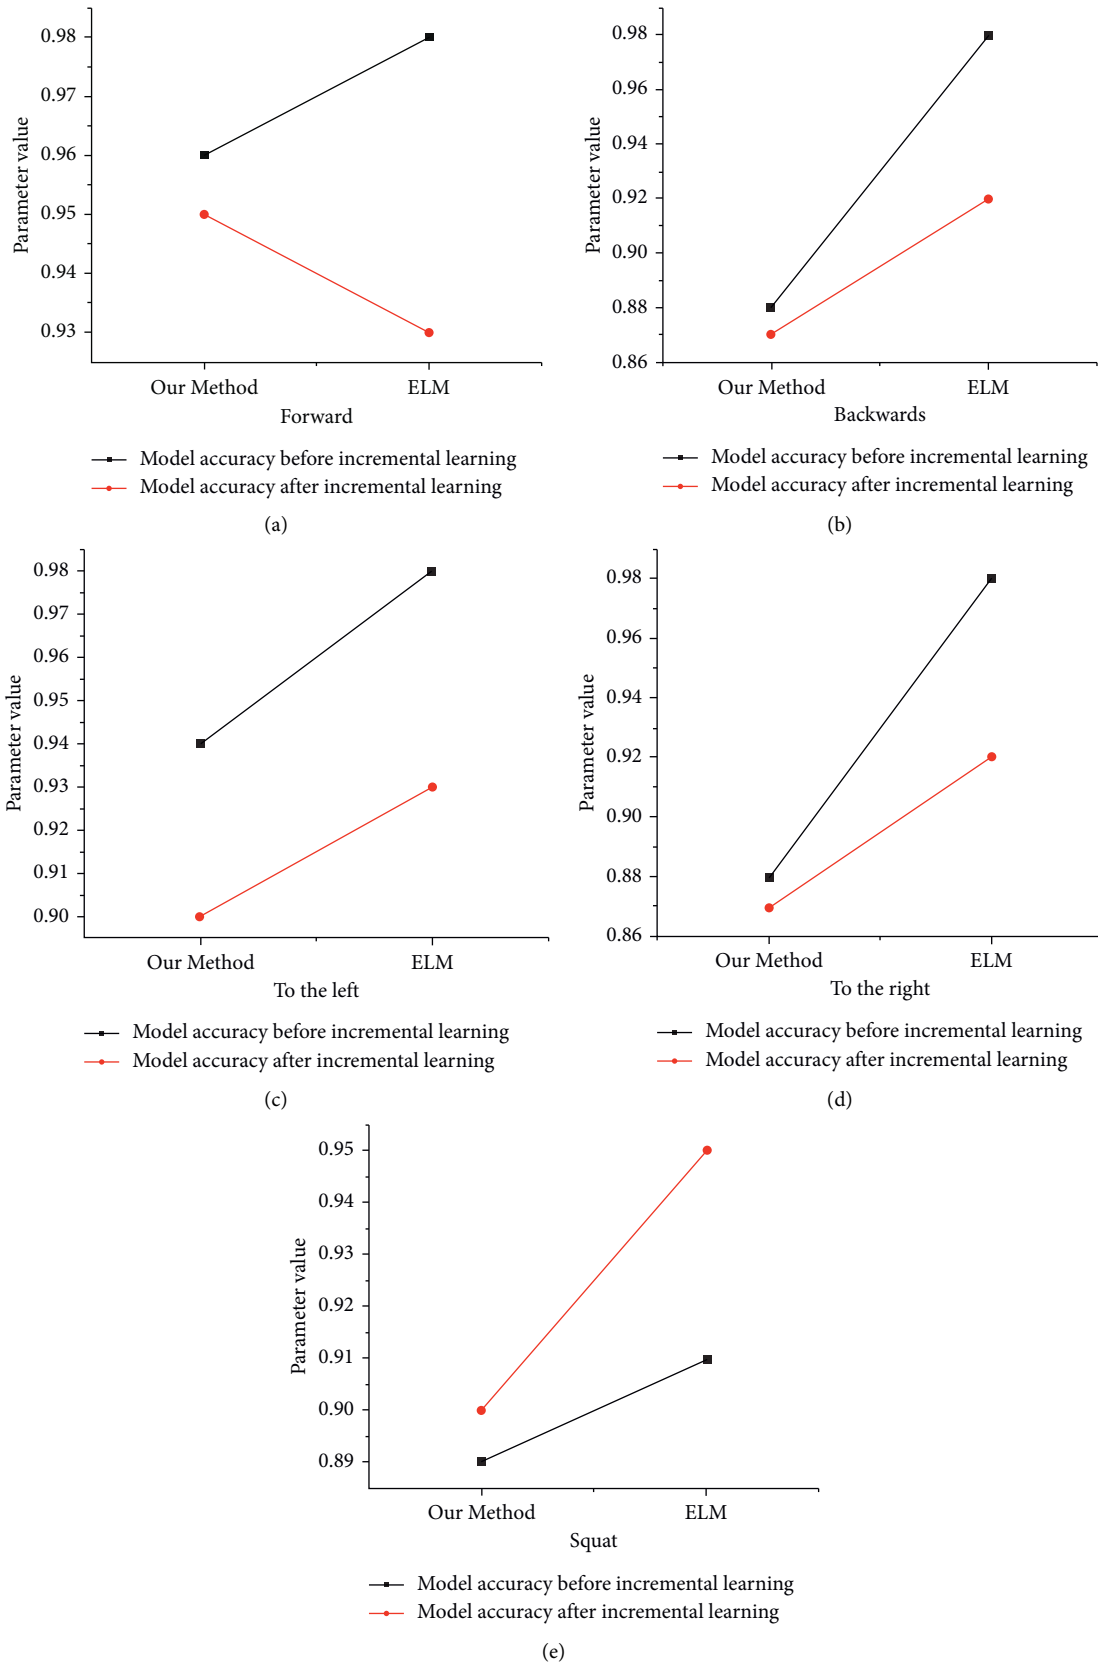 0.98
0.97
0.96
0.95
0.94
0.93
Parameter value
Our Method
ELM
Forward
Model accuracy before incremental learning
Model accuracy after incremental learning
(a)
0.98
0.96
0.94
0.92
0.90
0.88
0.86
Parameter value
Our Method
ELM
Backwards
Model accuracy before incremental learning
Model accuracy after incremental learning
(b)
0.98
0.97
0.96
0.95
0.94
0.93
0.92
0.91
0.90
Parameter value
Our Method
ELM
To the left
Model accuracy before incremental learning
Model accuracy after incremental learning
(c)
0.98
0.96
0.94
0.92
0.90
0.88
0.86
Parameter value
Our Method
ELM
To the right
Model accuracy before incremental learning
Model accuracy after incremental learning
(d)
0.95
0.94
0.93
0.92
0.91
0.90
0.89
Parameter value
Our Method
ELM
Squat
Model accuracy before incremental learning
Model accuracy after incremental learning
(e)